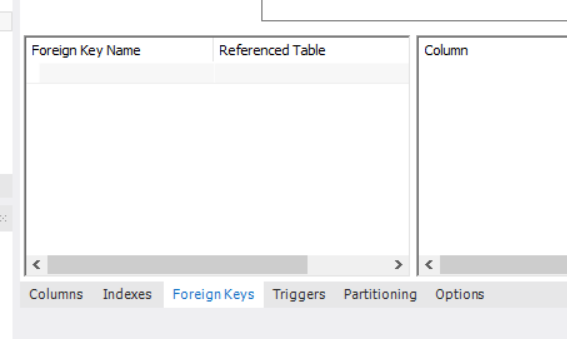 Foreign Key Name Referenced Table Column
Columns Indexes Foreign Keys Triggers Partitioning Options